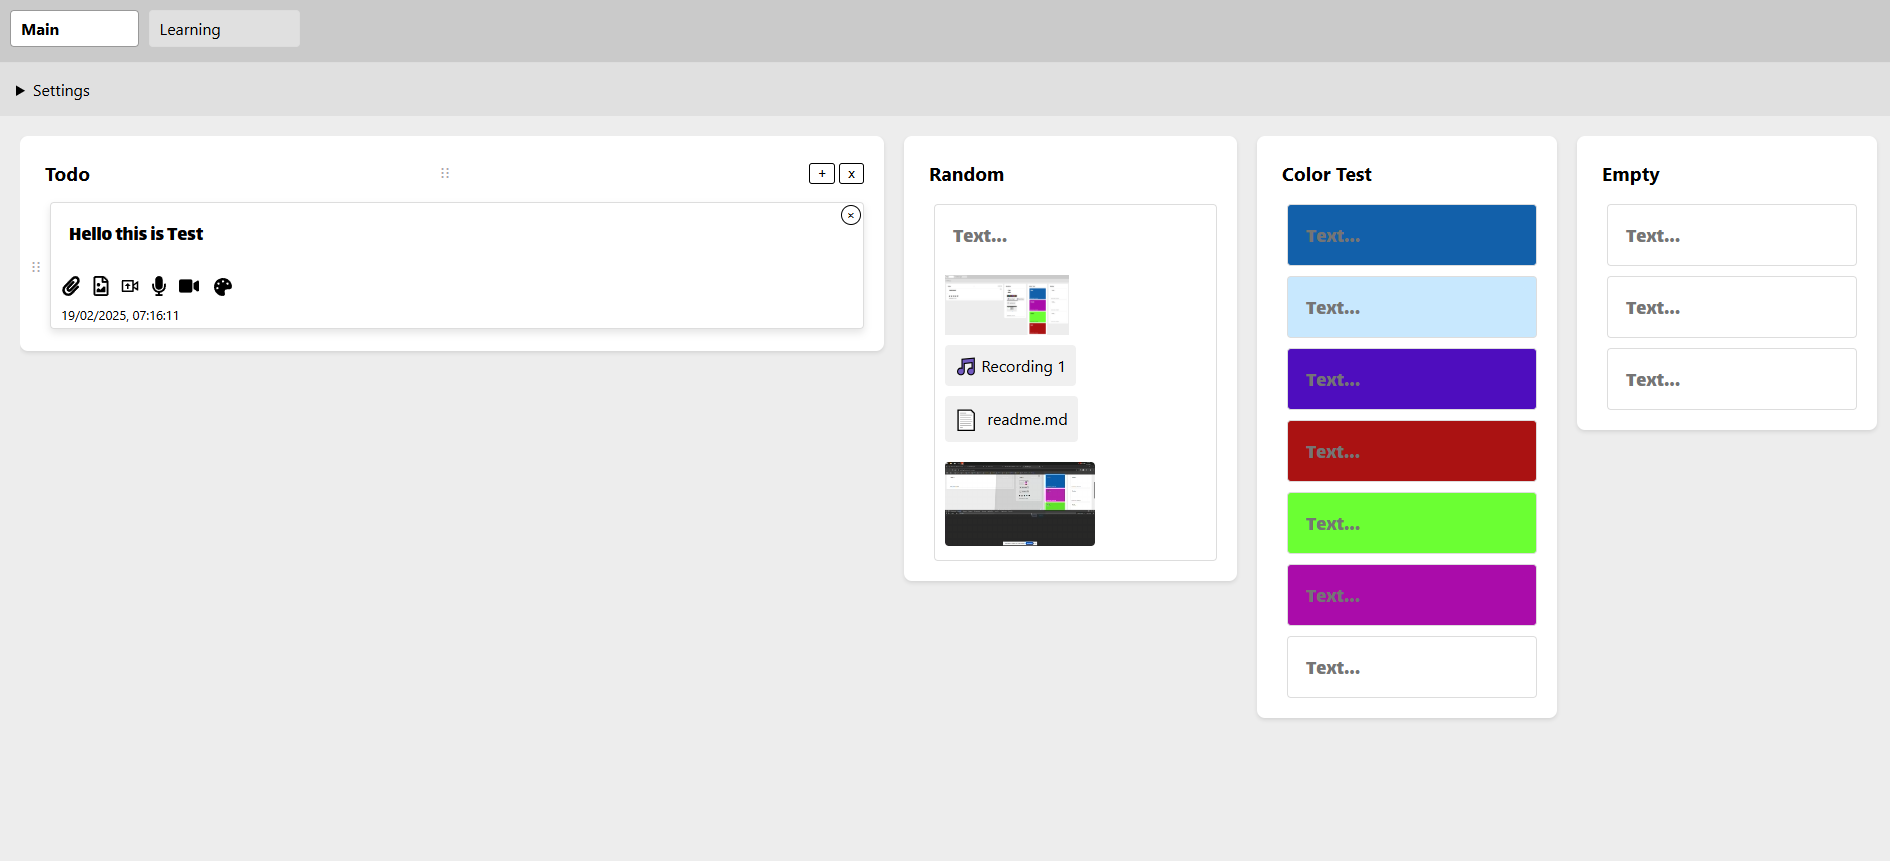 Main
Learning
Settings
Todo
+
x
Hello this is Test
19/02/2025, 07:16:11
Random
Text...
Recording 1
readme.md
Color Test
Text...
Text...
Text...
Text...
Text...
Text...
Text...
Empty
Text...
Text...
Text...